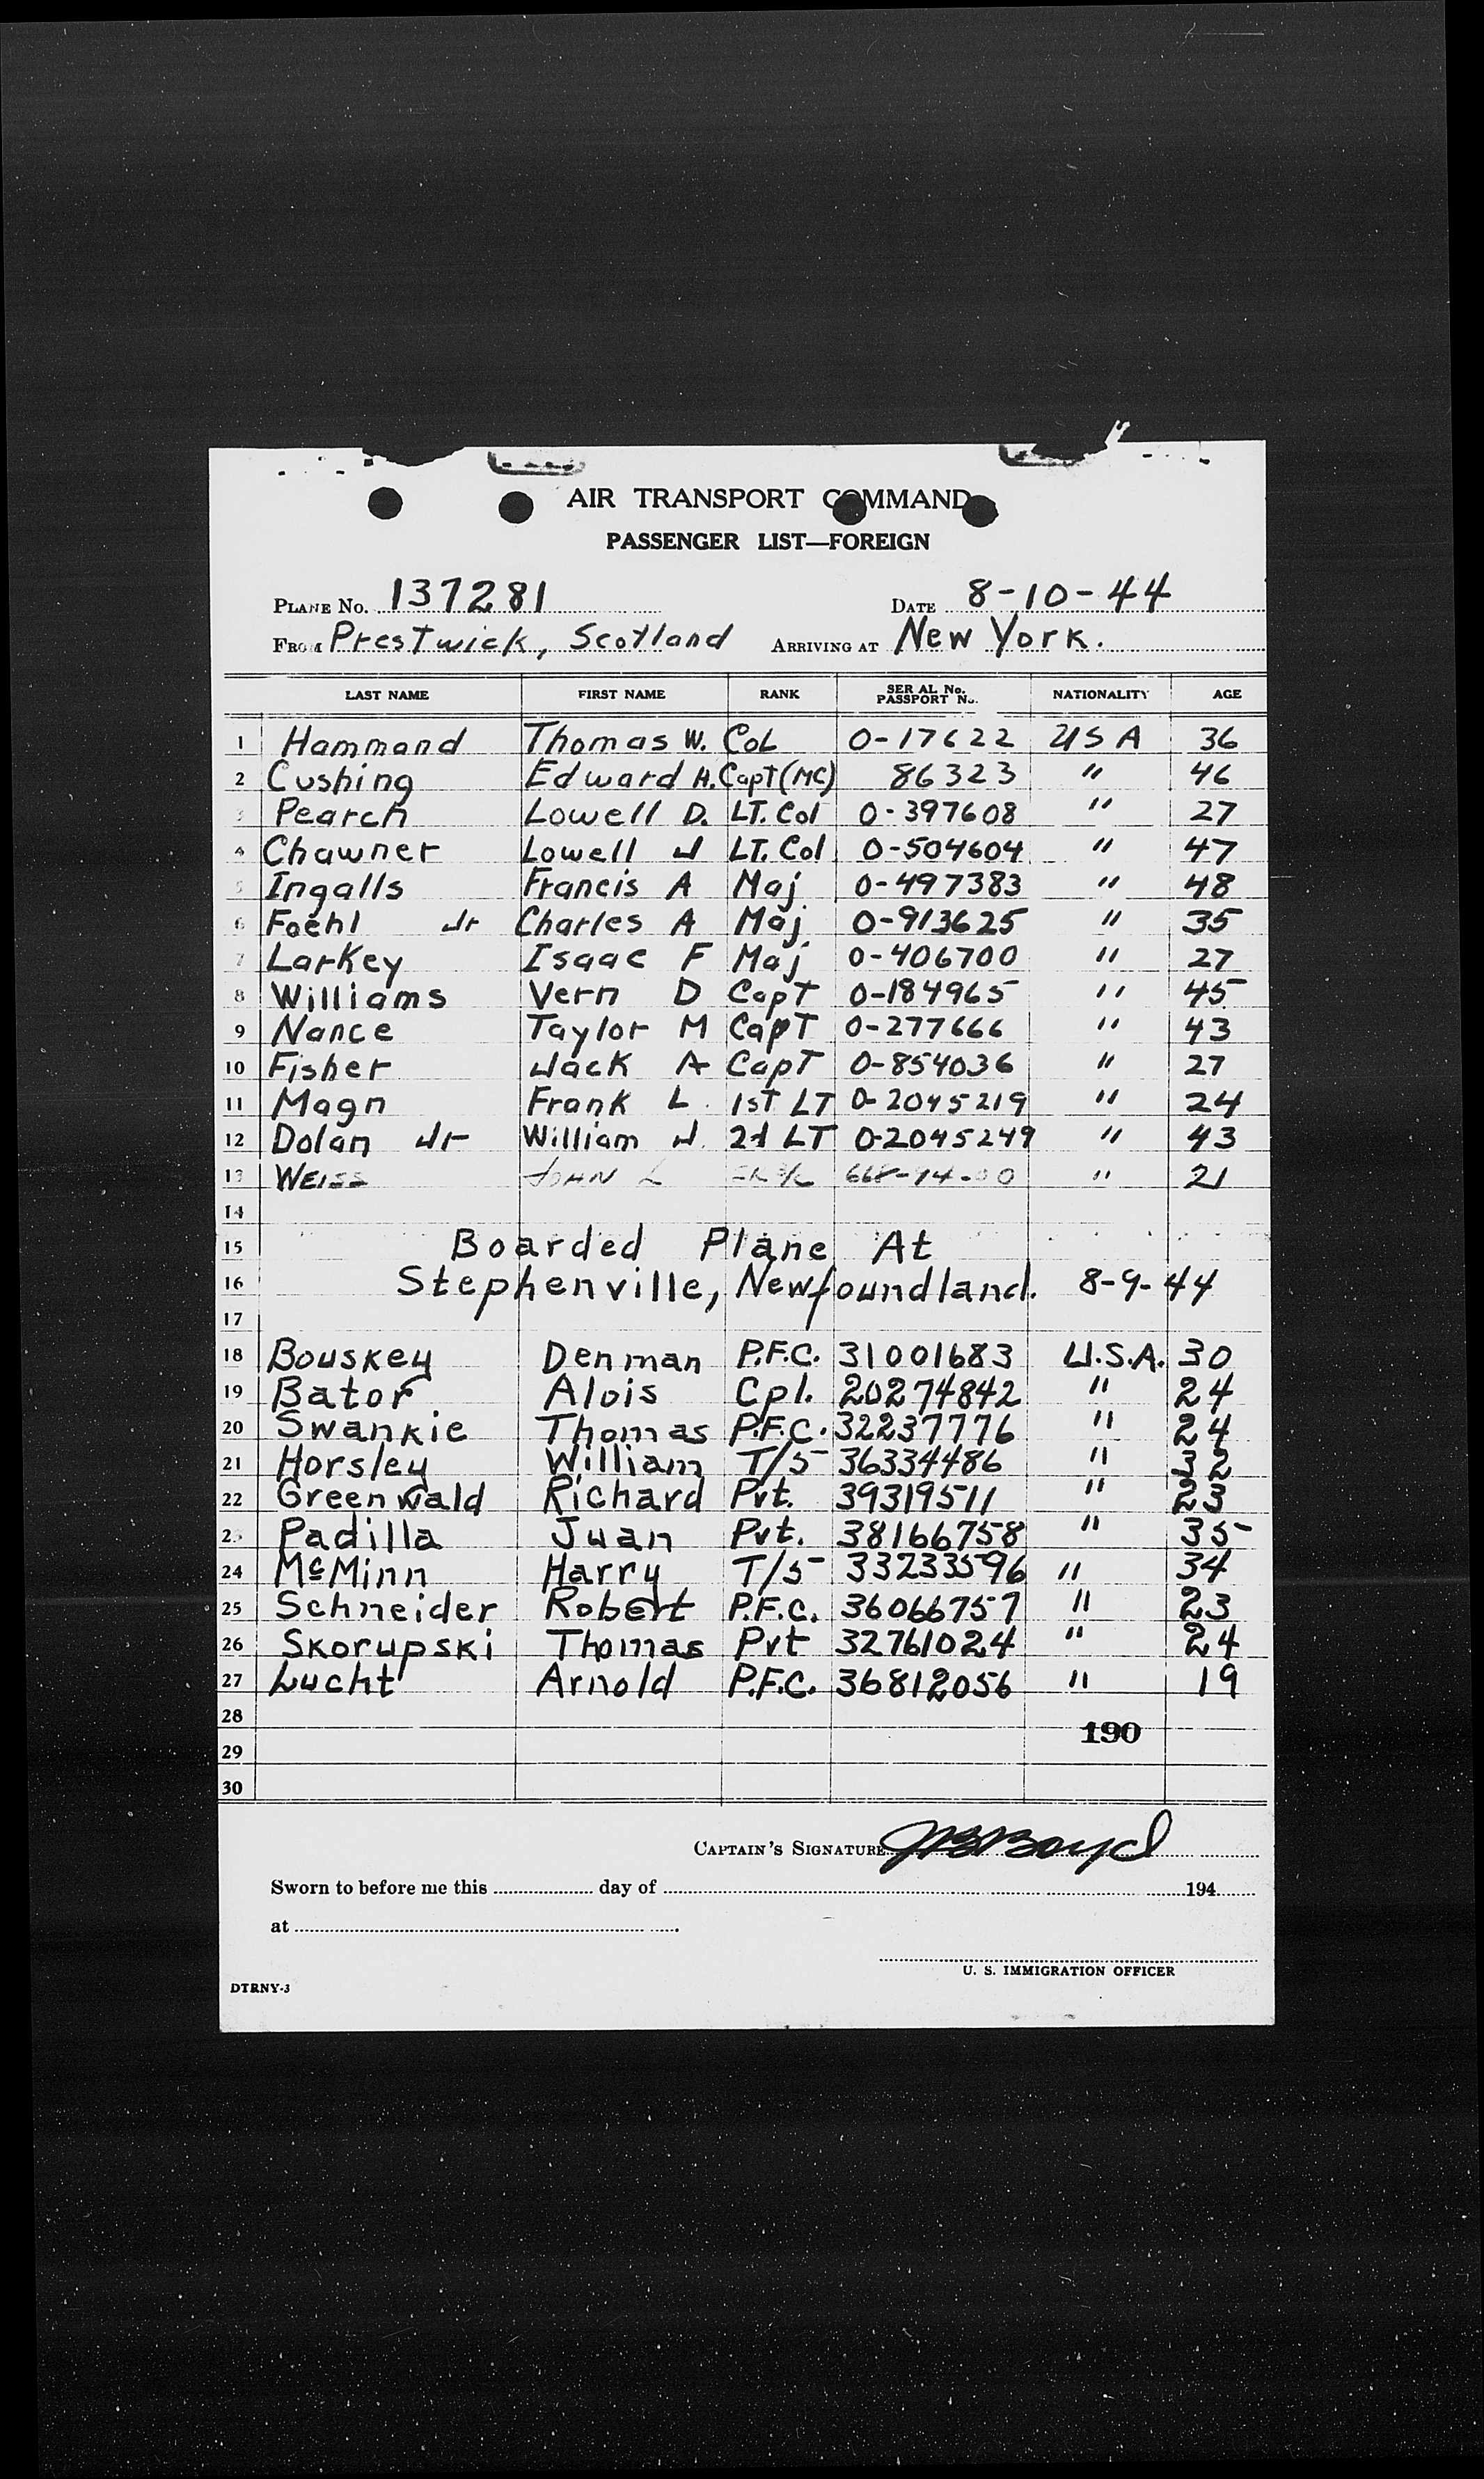 AIR TRANSPORT COMMAND
PASSENGER LIST—FOREIGN
PLANE No. 137281 DATE 8-10-44
FROM Prestwick, Scotland ARRIVING AT New York.
LAST NAME FIRST NAME RANK SERIAL No. PASSPORT No. NATIONALITY AGE
1 Hammond Thomas W. Col 0-17622 USA 36
2 Cushing Edward H. Capt (MC) 86323 " 46
3 Pearch Lowell D. LT. Col 0-397608 " 27
4 Chawner Lowell J LT. Col 0-504604 " 47
5 Ingalls Francis A Maj 0-497383 " 48
6 Foehl Jr Charles A Maj 0-913625 " 35
7 Larkey Isaac F Maj 0-406700 " 27
8 Williams Vern D Capt 0-184965 " 45
9 Nance Taylor M Capt 0-277666 " 43
10 Fisher Jack A Capt 0-854036 " 27
11 Magn Frank L. 1st LT 0-2045219 " 24
12 Dolan Jr William J. 2d LT 0-2045249 " 43
13 WEISS JOHN L " 21
14
15 Boarded Plane At
16 Stephenville, Newfoundland. 8-9-44
17
18 Bouskey Denman P.F.C. 31001683 U.S.A. 30
19 Bator Alois Cpl. 20274842 " 24
20 Swankie Thomas P.F.C. 32237776 " 24
21 Horsley William T/5 36334486 " 32
22 Greenwald Richard Pvt. 39319511 " 23
23 Padilla Juan Pvt. 38166758 " 35
24 McMinn Harry T/5 33233596 " 34
25 Schneider Robert P.F.C. 36066757 " 23
26 Skorupski Thomas Pvt 32761024 " 24
27 Lucht Arnold P.F.C. 36812056 " 19
28 190
29
30
CAPTAIN'S SIGNATURE JBBoyd
Sworn to before me this day of 194
at
U. S. IMMIGRATION OFFICER
DTRNY-3